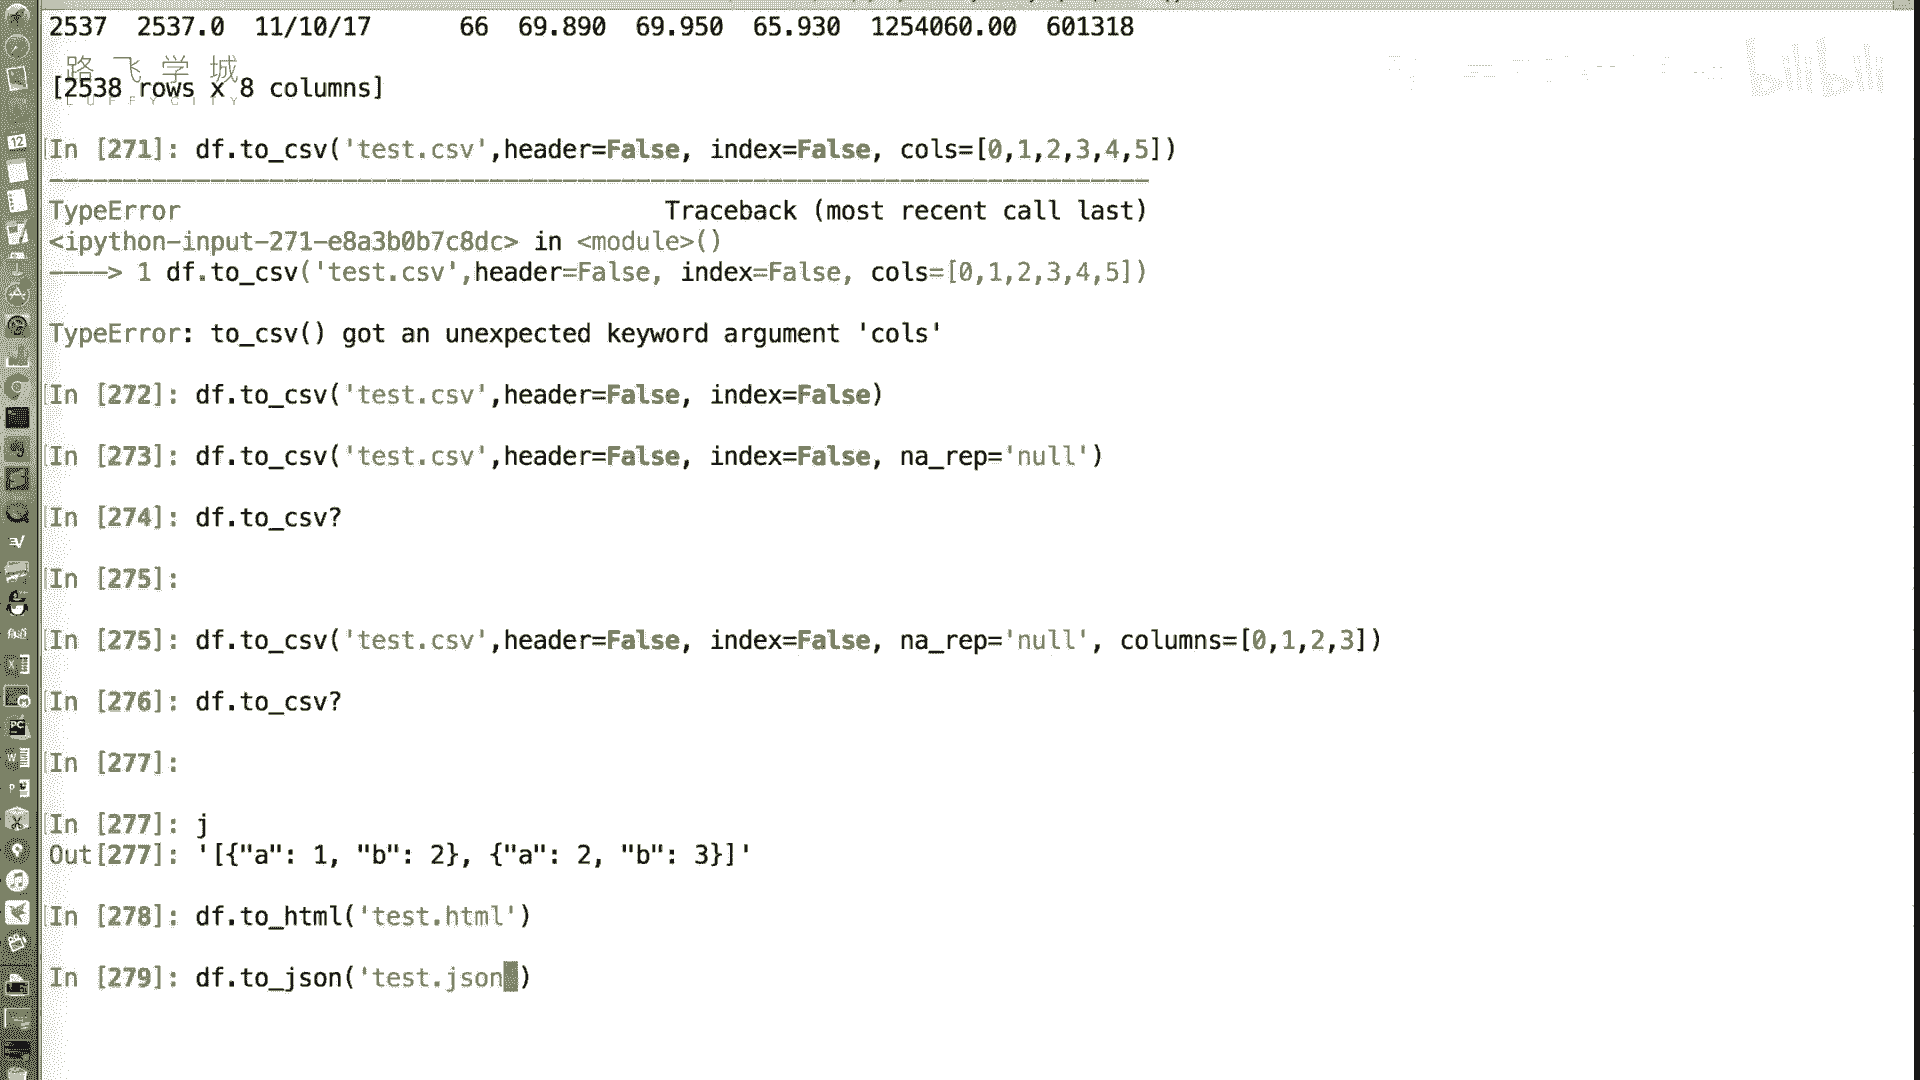 2537  2537.0  11/10/17      66  69.890  69.950  65.930  1254060.00  601318
路飞学城
LUFFYCITY
bilibili
[2538 rows x 8 columns]
In [271]: df.to_csv('test.csv',header=False, index=False, cols=[0,1,2,3,4,5])
TypeError                                 Traceback (most recent call last)
<ipython-input-271-e8a3b0b7c8dc> in <module>()
----> 1 df.to_csv('test.csv',header=False, index=False, cols=[0,1,2,3,4,5])
TypeError: to_csv() got an unexpected keyword argument 'cols'
In [272]: df.to_csv('test.csv',header=False, index=False)
In [273]: df.to_csv('test.csv',header=False, index=False, na_rep='null')
In [274]: df.to_csv?
In [275]:
In [275]: df.to_csv('test.csv',header=False, index=False, na_rep='null', columns=[0,1,2,3])
In [276]: df.to_csv?
In [277]:
In [277]: j
Out[277]: '[{"a": 1, "b": 2}, {"a": 2, "b": 3}]'
In [278]: df.to_html('test.html')
In [279]: df.to_json('test.json')